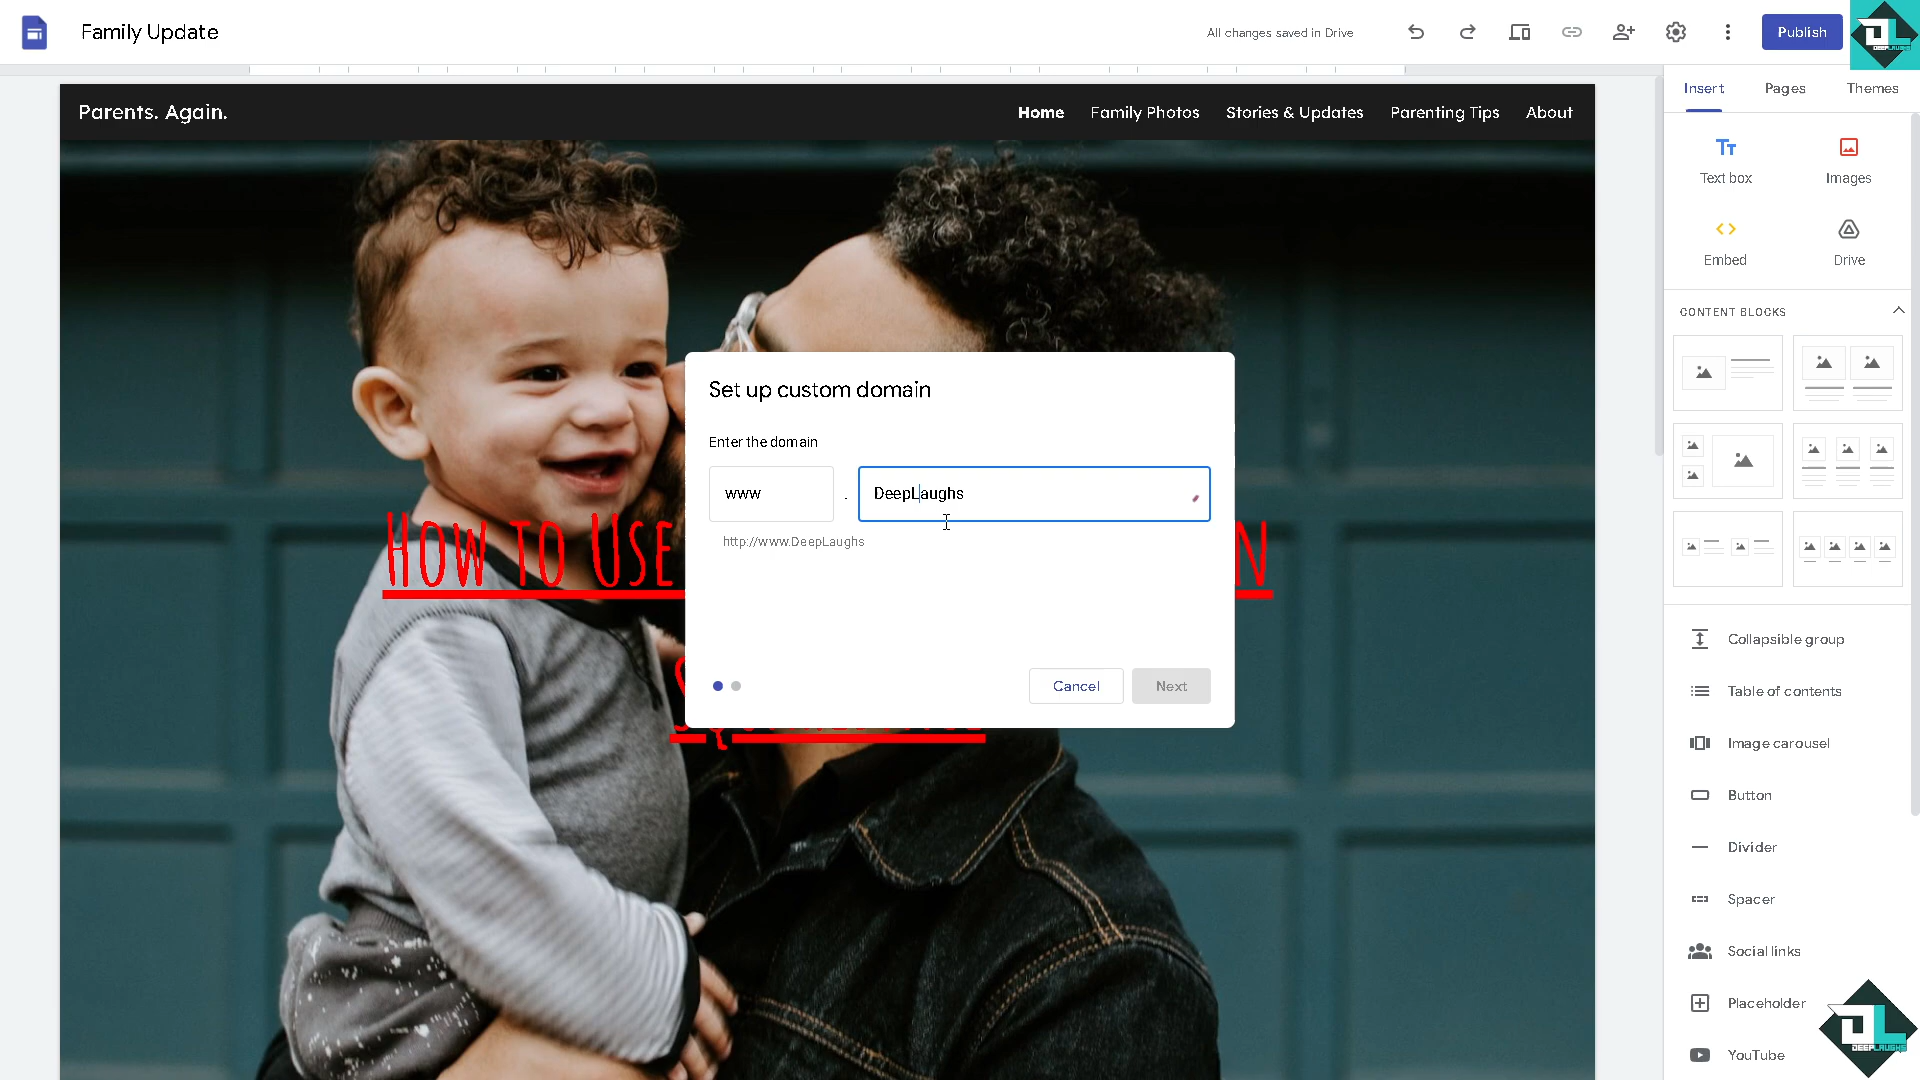 Family Update
All changes saved in Drive
Publish
DEEPLAUGHS
Parents. Again.
Home
Family Photos
Stories & Updates
Parenting Tips
About
Insert
Pages
Themes
Text box
Images
Embed
Drive
CONTENT BLOCKS
Set up custom domain
Enter the domain
www
.
DeepLaughs
http://www.DeepLaughs
Cancel
Next
How to Use
Collapsible group
Table of contents
Image carousel
Button
Divider
Spacer
Social links
Placeholder
YouTube
DEEPLAUGHS